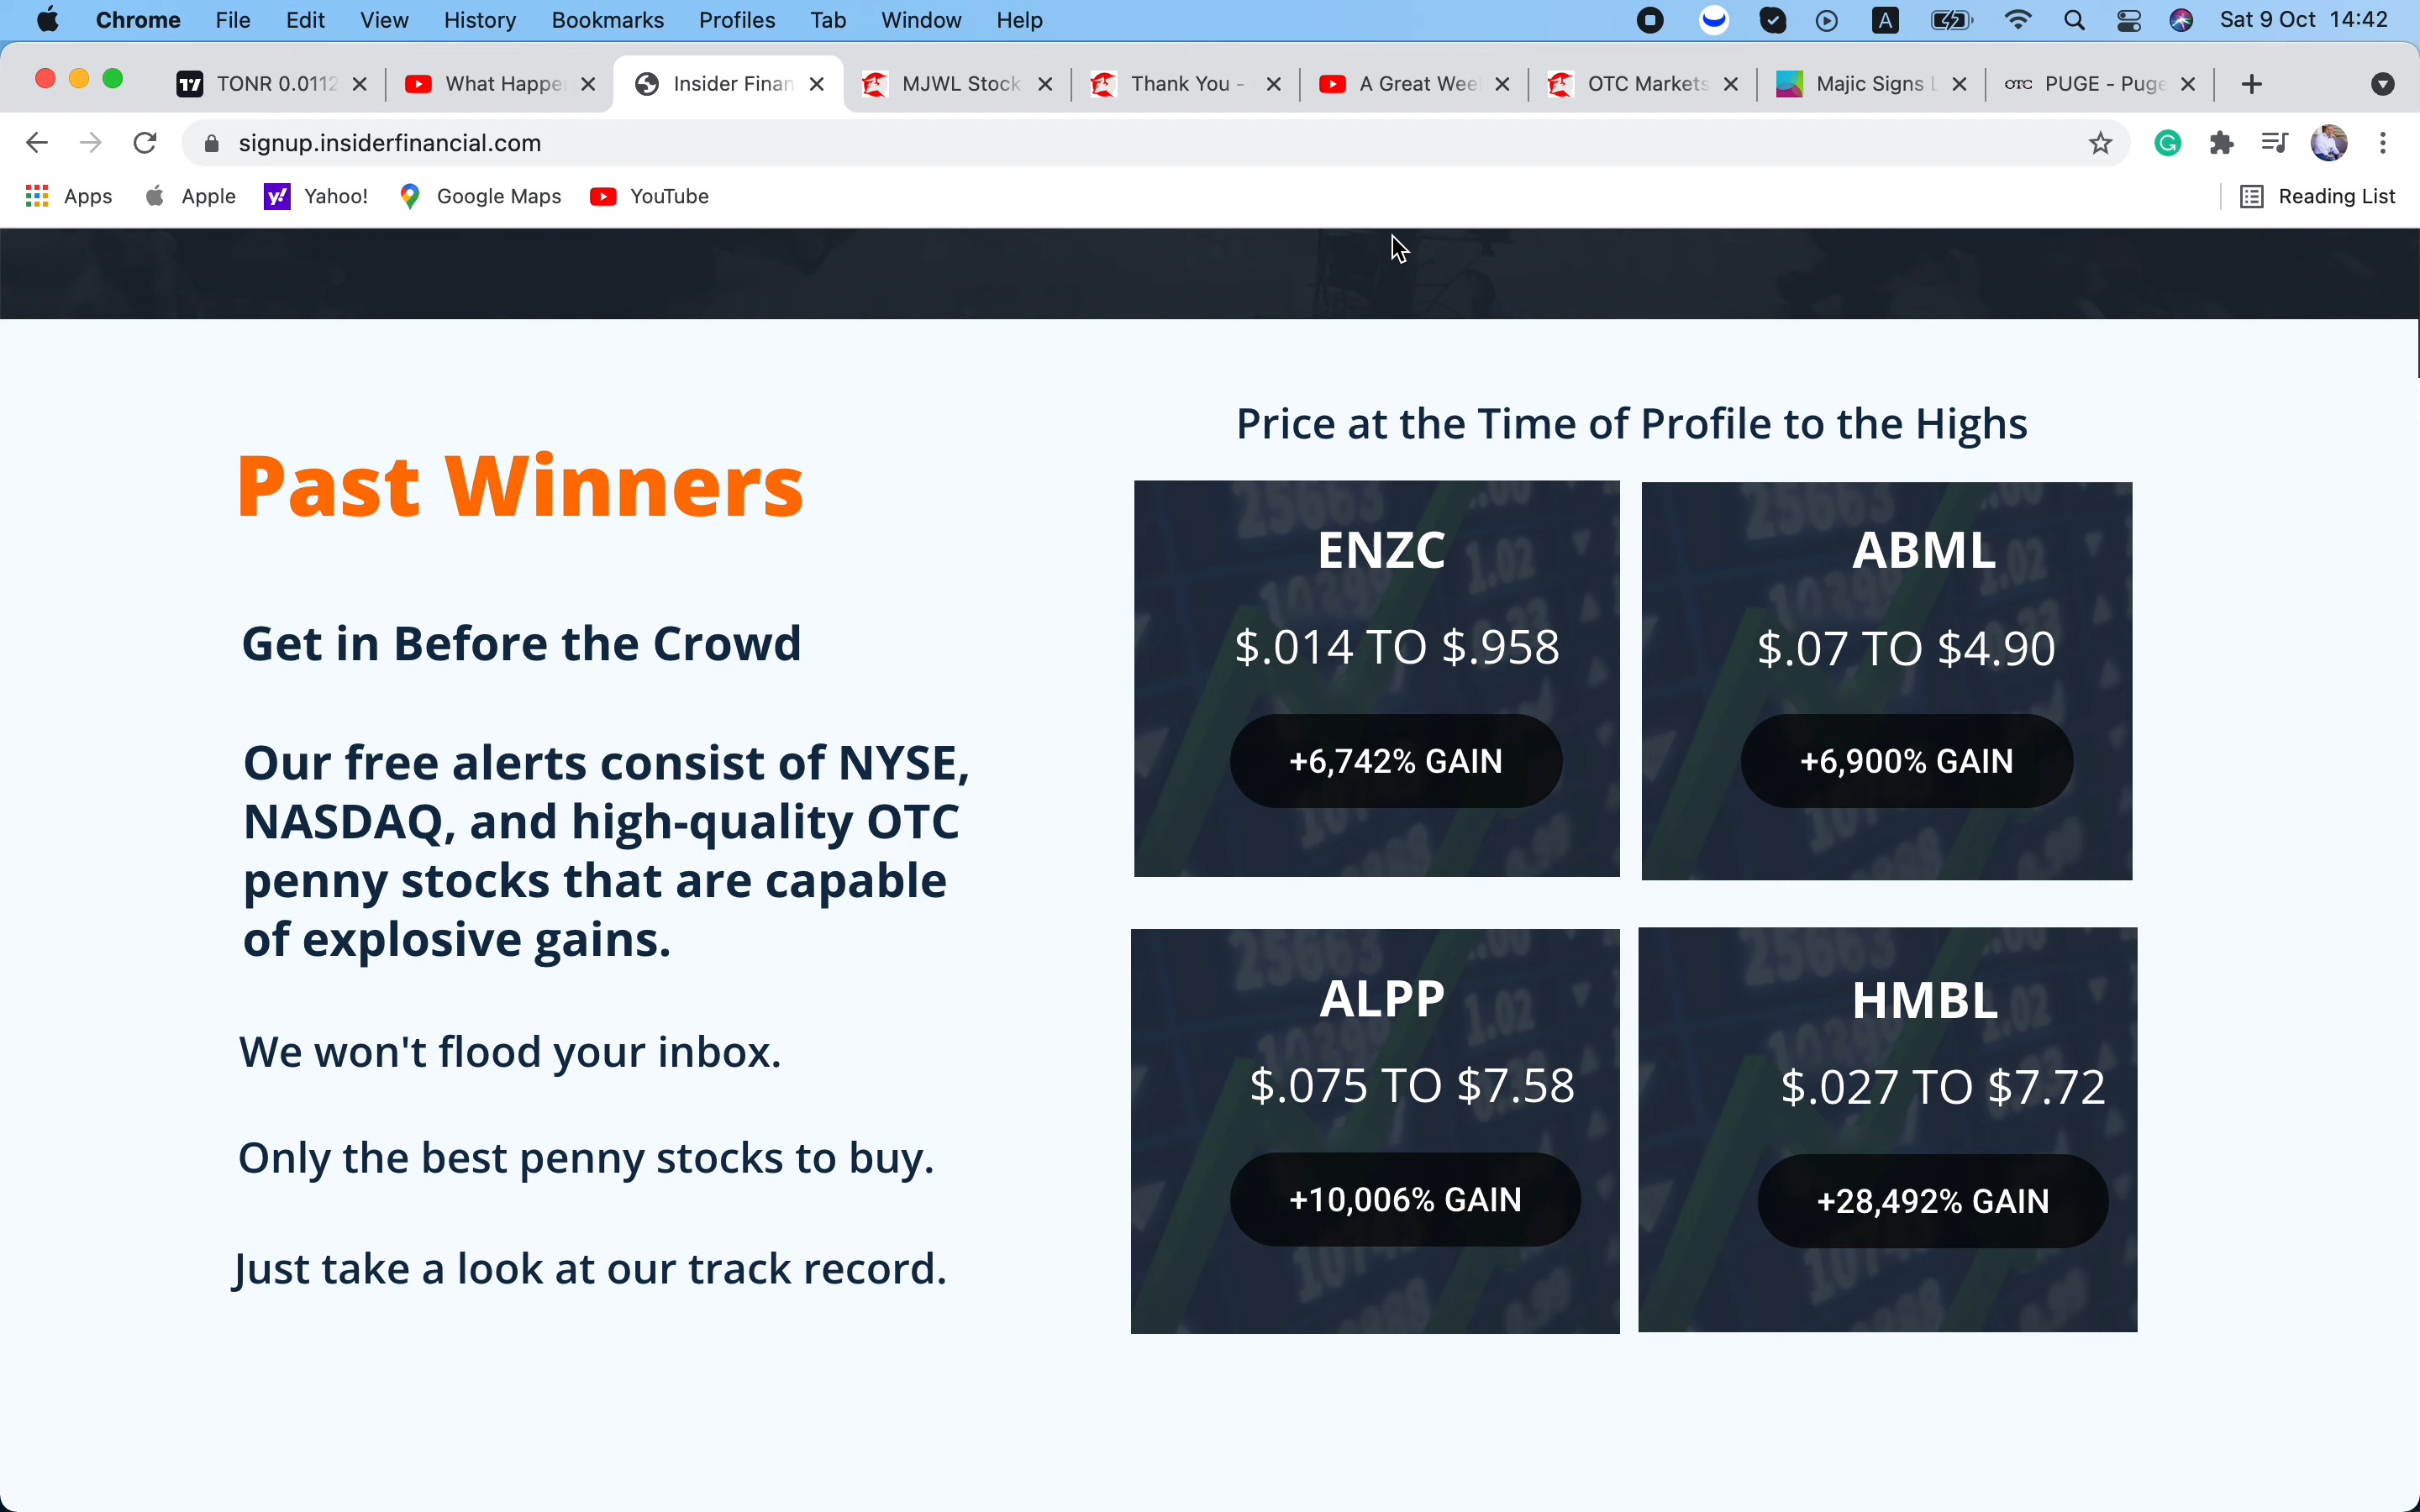 Chrome File Edit View History Bookmarks Profiles Tab Window Help A Sat 9 Oct 14:42
TONR 0.0112 What Happe Insider Finan MJWL Stock Thank You - A Great Wee OTC Markets Majic Signs L OTC PUGE - Puge
signup.insiderfinancial.com
Apps Apple Yahoo! Google Maps YouTube Reading List
Past Winners
Get in Before the Crowd
Our free alerts consist of NYSE,
NASDAQ, and high-quality OTC
penny stocks that are capable
of explosive gains.
We won't flood your inbox.
Only the best penny stocks to buy.
Just take a look at our track record.
Price at the Time of Profile to the Highs
ENZC
$.014 TO $.958
+6,742% GAIN
ABML
$.07 TO $4.90
+6,900% GAIN
ALPP
$.075 TO $7.58
+10,006% GAIN
HMBL
$.027 TO $7.72
+28,492% GAIN